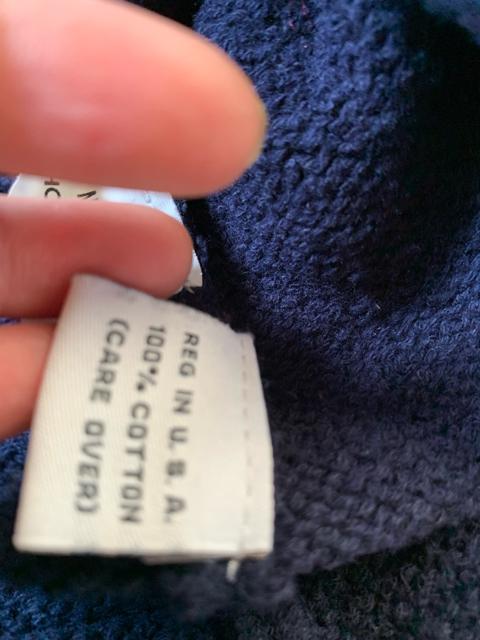 REG IN U.S.A.
100% COTTON
(CARE OVER)